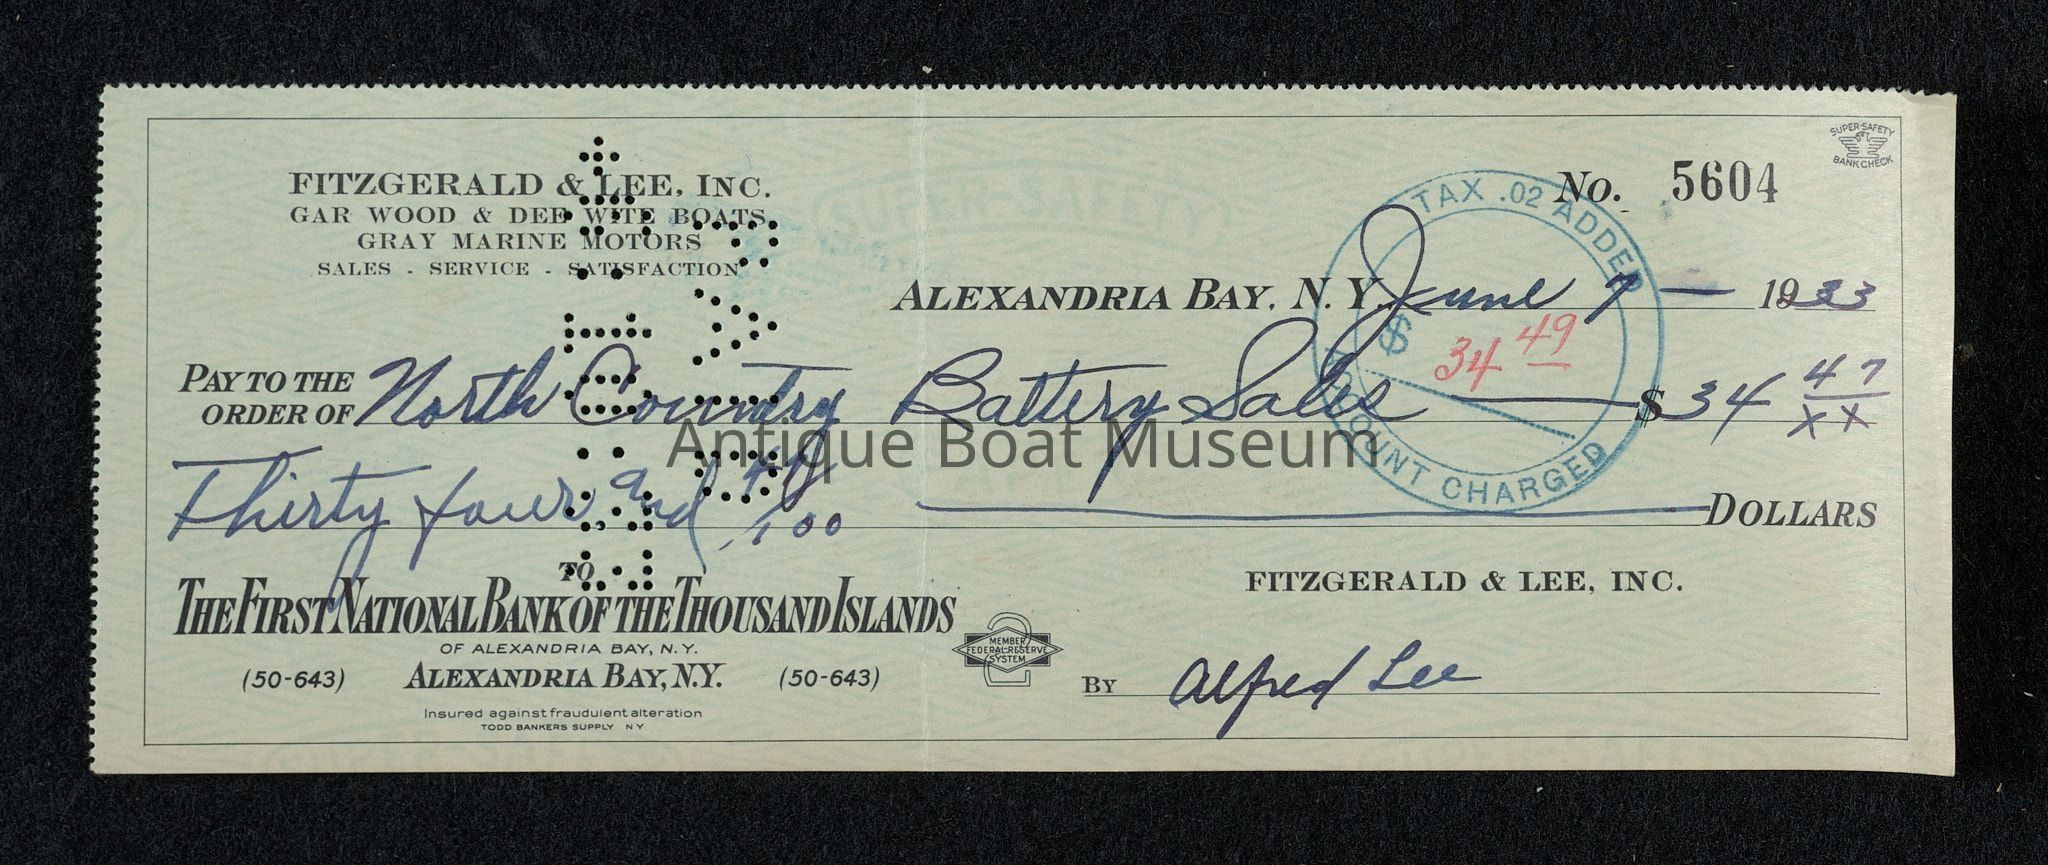 SUPER-SAFETY
BANK CHECK
FITZGERALD & LEE, INC.
GAR WOOD & DEE WITE BOATS
GRAY MARINE MOTORS
SALES - SERVICE - SATISFACTION
No. 5604
TAX .02 ADDED
$ 34 49
AMOUNT CHARGED
ALEXANDRIA BAY, N.Y. June 7 — 1933
PAY TO THE
ORDER OF North Country Battery Sales — $ 34 47/XX
Antique Boat Museum
Thirty four and 47/100 DOLLARS
TO
THE FIRST NATIONAL BANK OF THE THOUSAND ISLANDS
OF ALEXANDRIA BAY, N.Y.
(50-643) ALEXANDRIA BAY, N.Y. (50-643)
MEMBER
FEDERAL RESERVE
SYSTEM
Insured against fraudulent alteration
TODD BANKERS SUPPLY NY
FITZGERALD & LEE, INC.
BY Alfred Lee